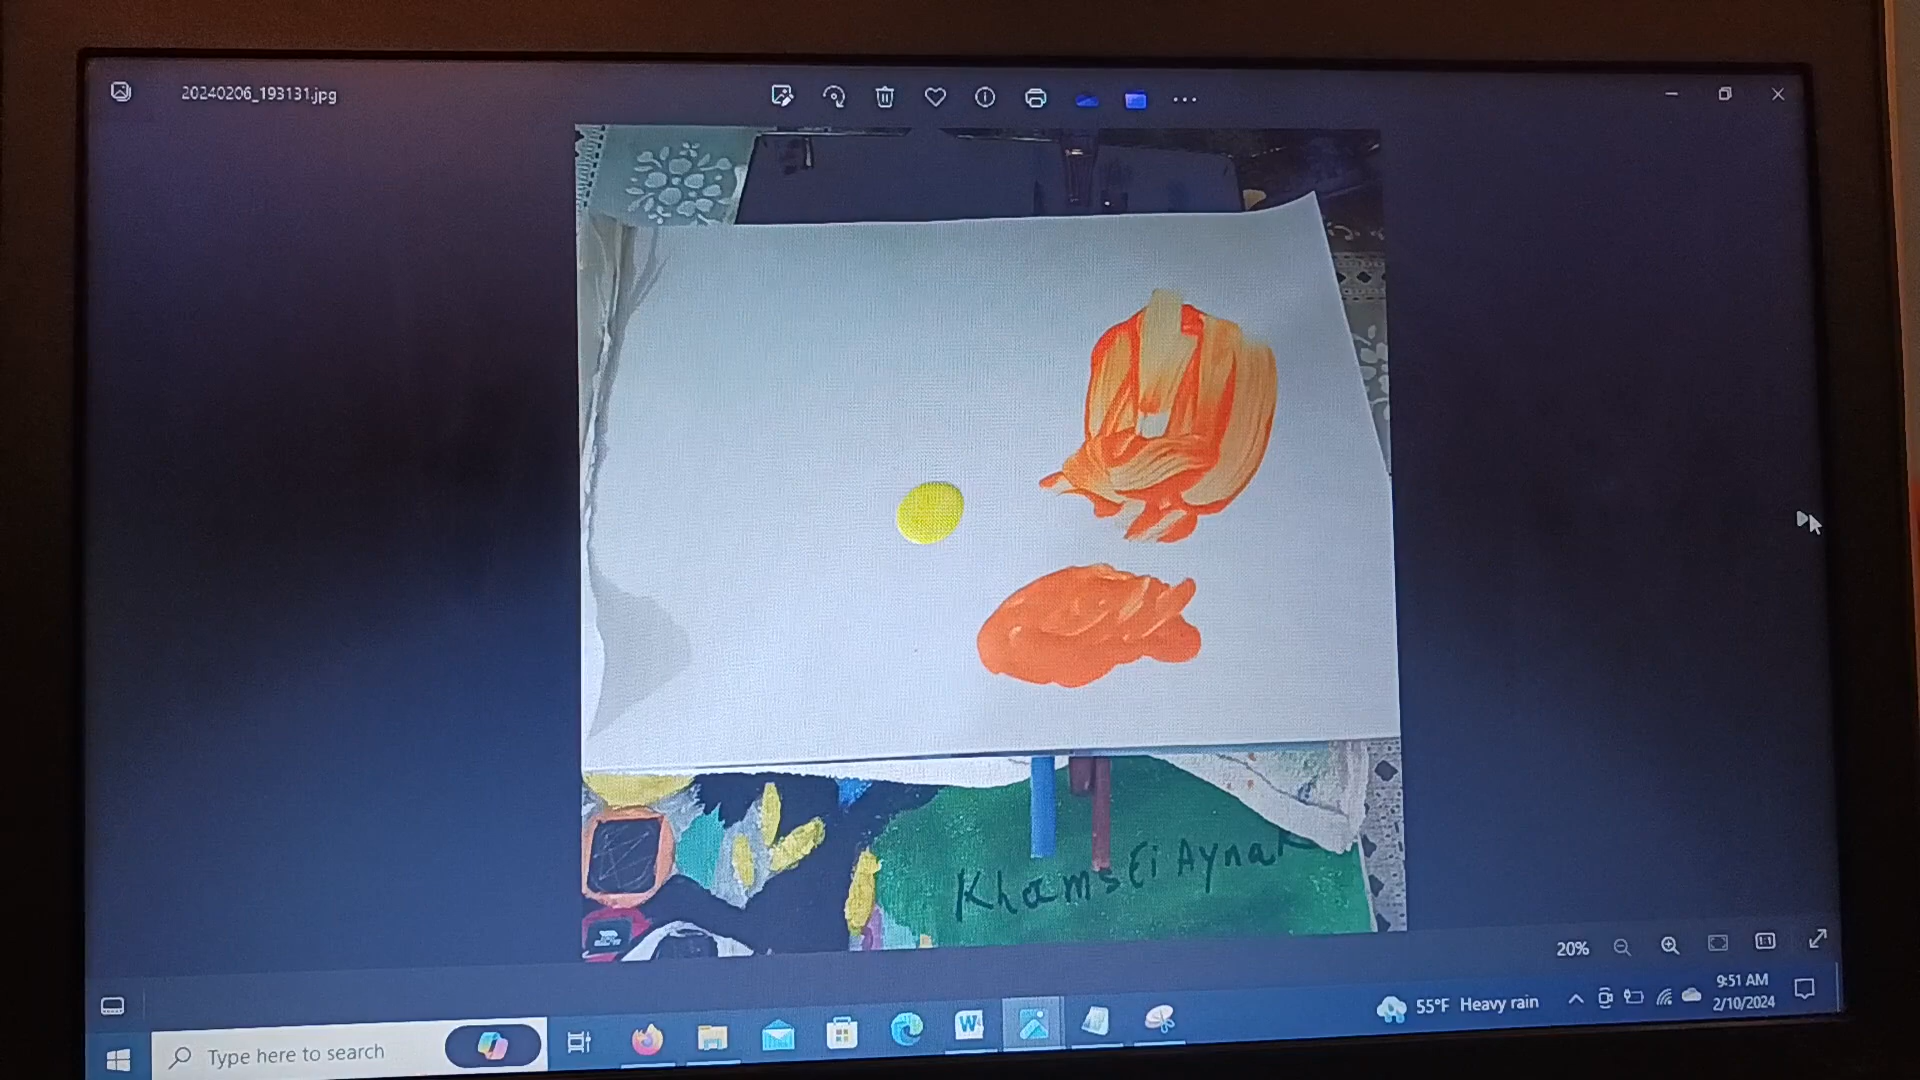 20240206_193131.jpg
Khamsei Aynak
20%
9:51 AM
55°F Heavy rain
2/10/2024
Type here to search